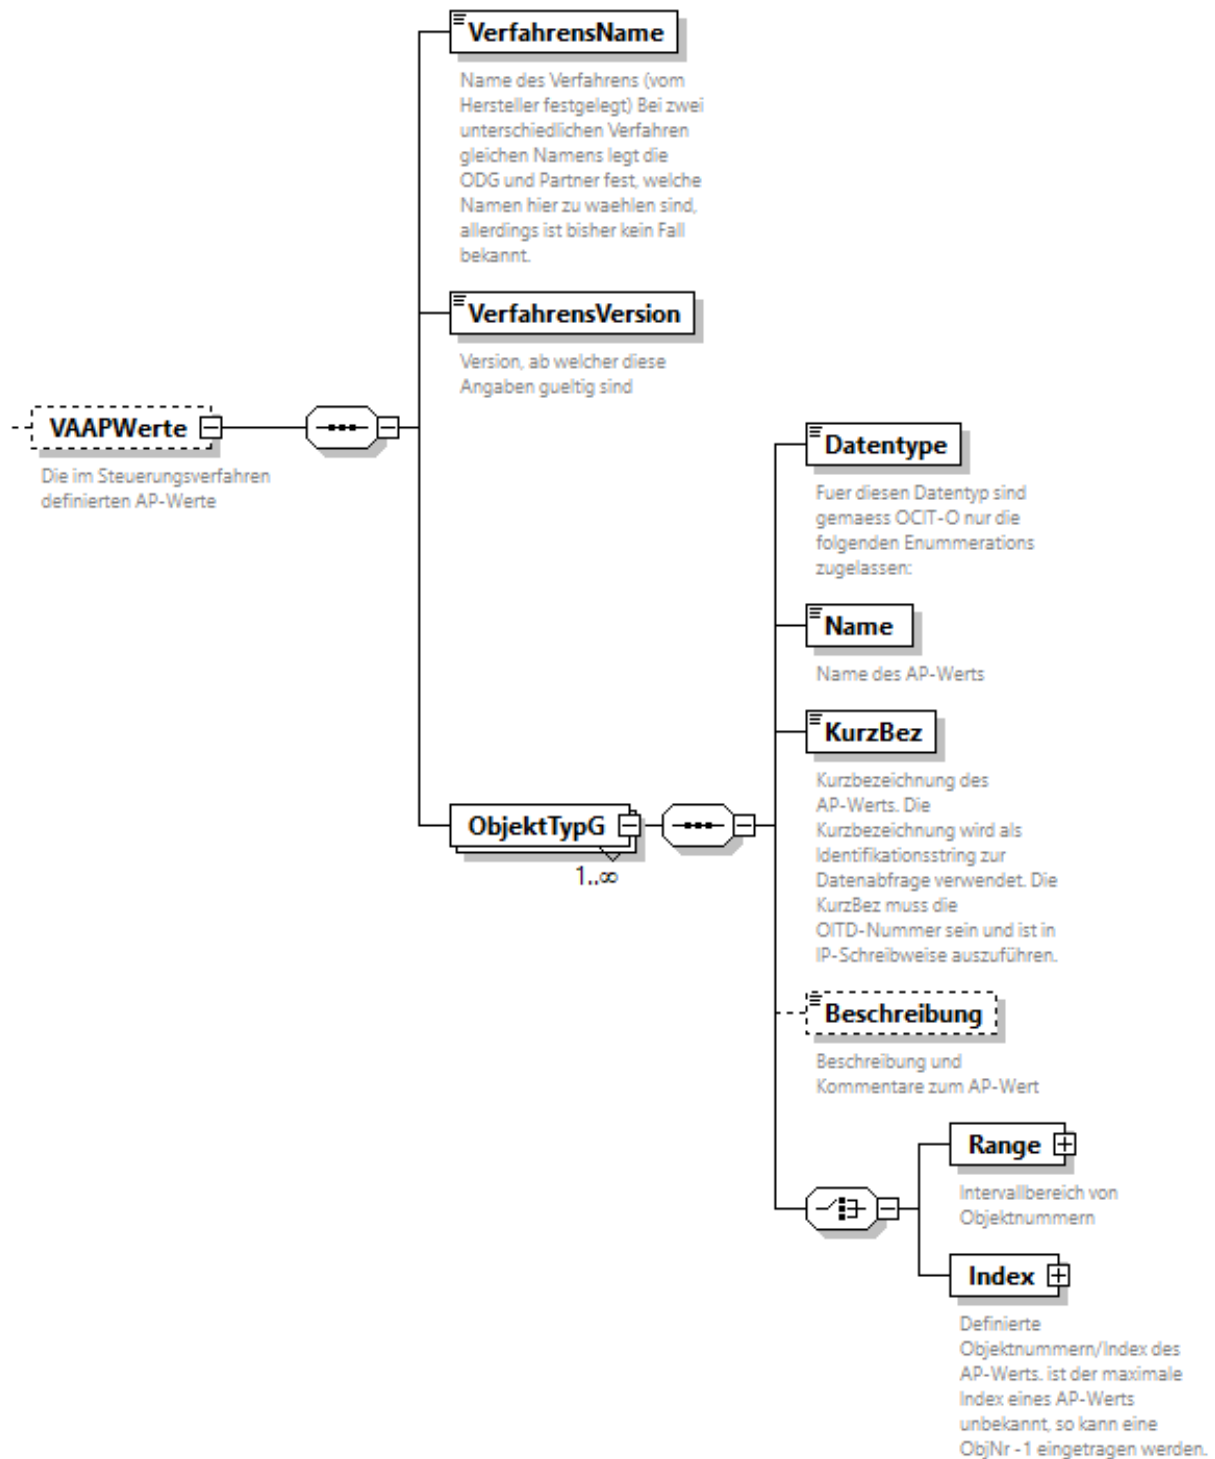 VerfahrensName
Name des Verfahrens (vom
Hersteller festgelegt) Bei zwei
unterschiedlichen Verfahren
gleichen Namens legt die
ODG und Partner fest, welche
Namen hier zu waehlen sind,
allerdings ist bisher kein Fall
bekannt.
VerfahrensVersion
Version, ab welcher diese
Angaben gueltig sind
VAAPWerte
Die im Steuerungsverfahren
definierten AP-Werte
ObjektTypG
1..∞
Datentype
Fuer diesen Datentyp sind
gemaess OCIT-O nur die
folgenden Enummerations
zugelassen:
Name
Name des AP-Werts
KurzBez
Kurzbezeichnung des
AP-Werts. Die
Kurzbezeichnung wird als
Identifikationsstring zur
Datenabfrage verwendet. Die
KurzBez muss die
OITD-Nummer sein und ist in
IP-Schreibweise auszuführen.
Beschreibung
Beschreibung und
Kommentare zum AP-Wert
Range
Intervallbereich von
Objektnummern
Index
Definierte
Objektnummern/Index des
AP-Werts. ist der maximale
Index eines AP-Werts
unbekannt, so kann eine
ObjNr -1 eingetragen werden.